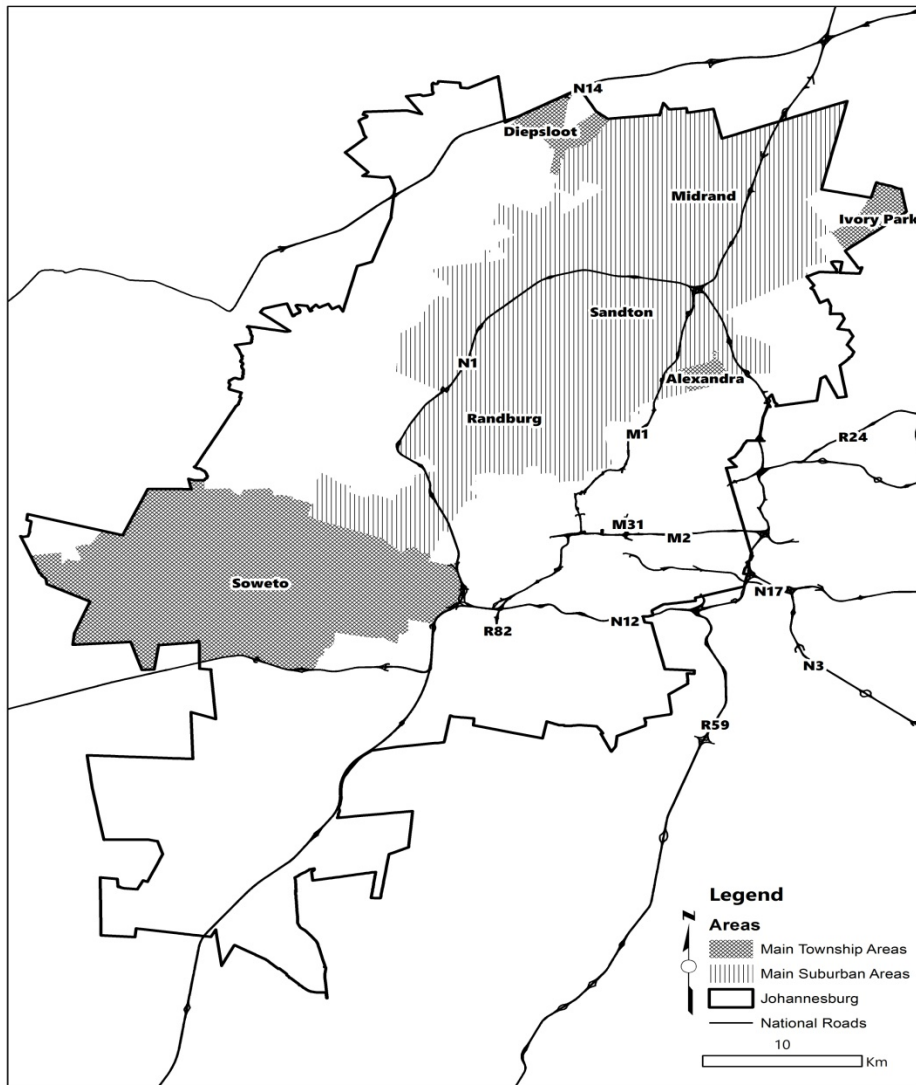 N14
Diepsloot
Midrand
Ivory Park
Sandton
N1
Alexandra
Randburg
M1
R24
M31
M2
Soweto
N17
N12
R82
N3
R59
Legend
N
Areas
Main Township Areas
Main Suburban Areas
Johannesburg
National Roads
10
Km